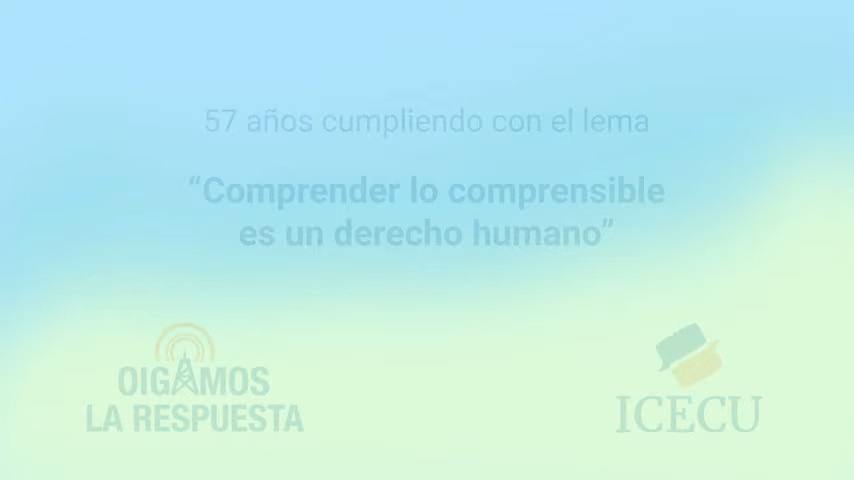 57 años cumpliendo con el lema
“Comprender lo comprensible
es un derecho humano”
OIGAMOS
LA RESPUESTA
ICECU